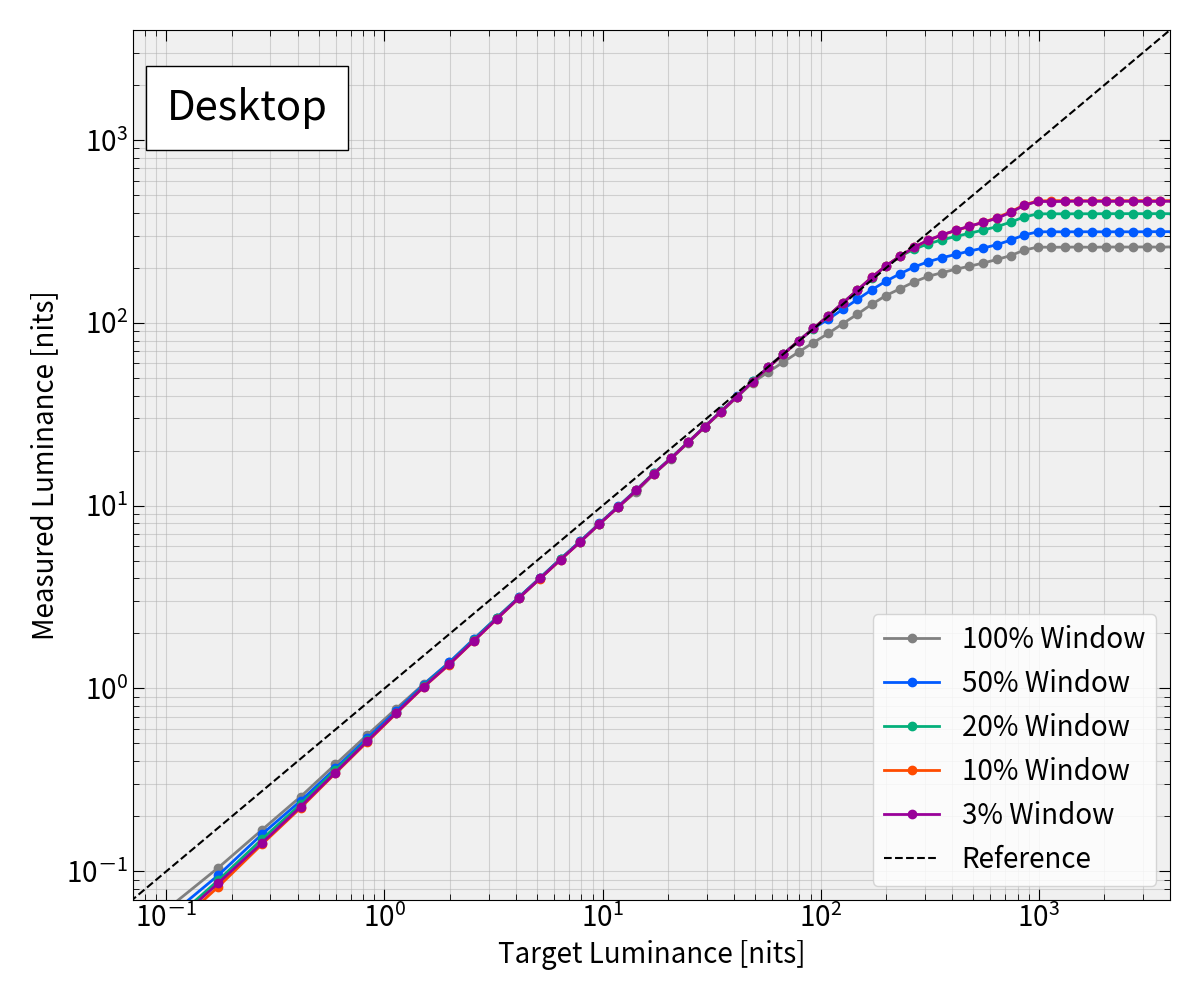 Desktop
Measured Luminance [nits]
10³
10²
10¹
10⁰
10⁻¹
100% Window
50% Window
20% Window
10% Window
3% Window
Reference
10⁻¹ 10⁰ 10¹ 10² 10³
Target Luminance [nits]